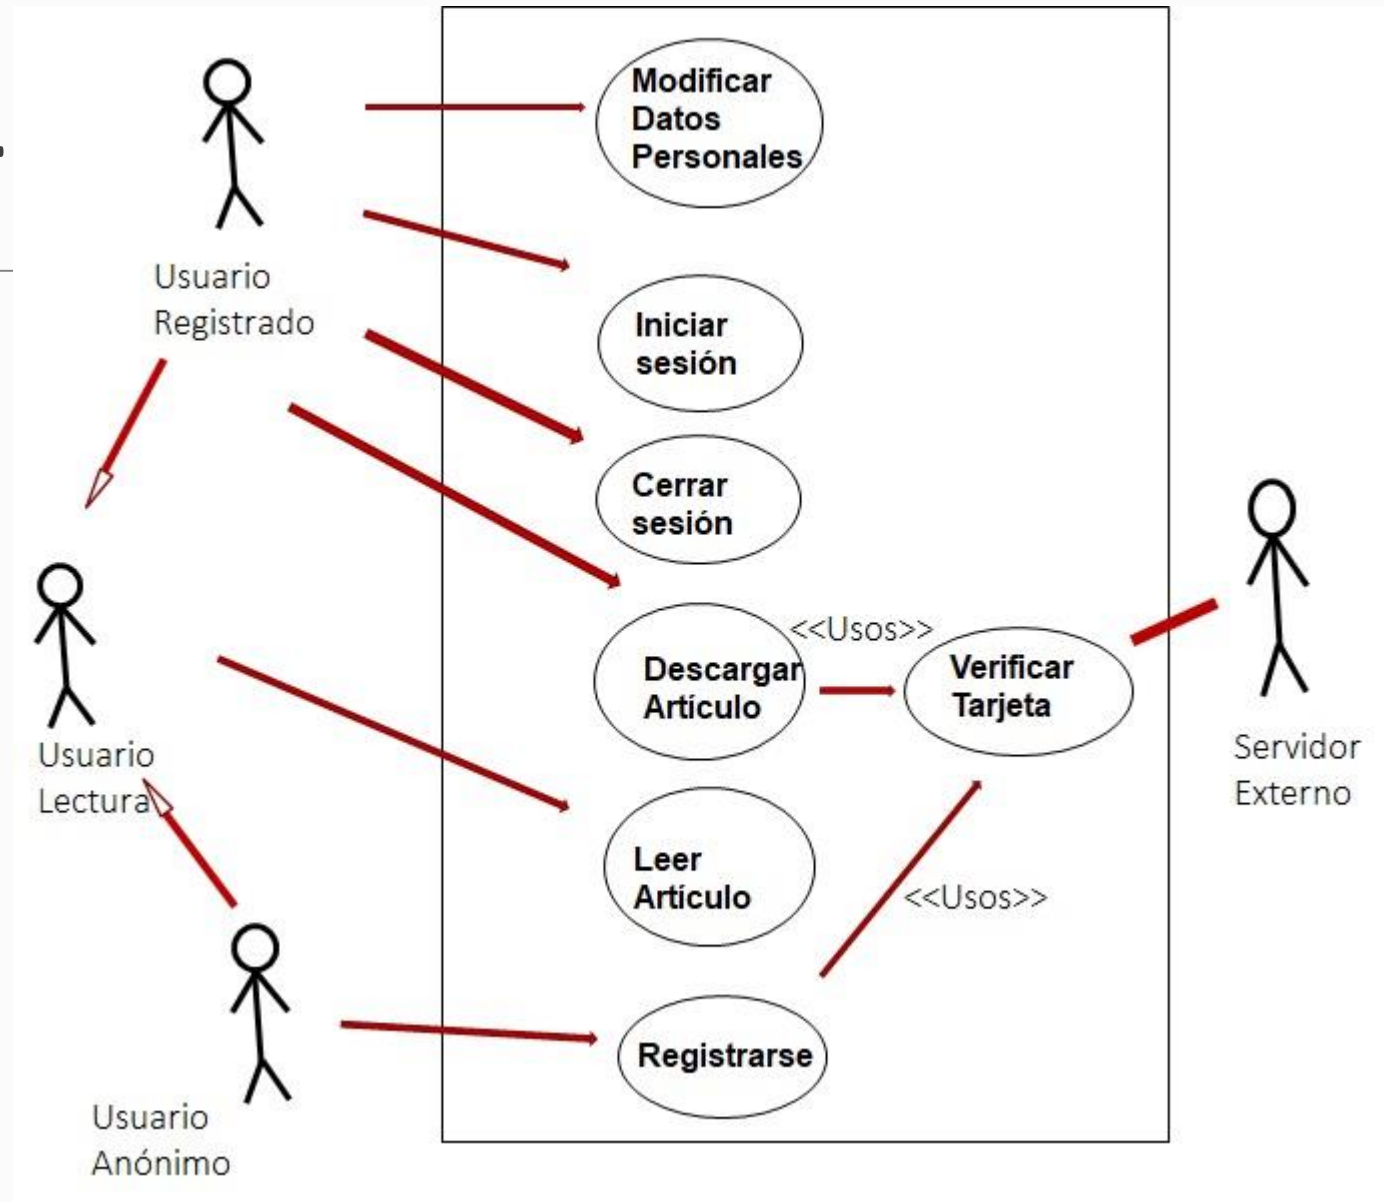 Modificar
Datos
Personales
Usuario
Registrado
Iniciar
sesión
Cerrar
sesión
<<Usos>>
Descargar
Artículo
Verificar
Tarjeta
Usuario
Lectura
Servidor
Externo
Leer
Artículo
<<Usos>>
Registrarse
Usuario
Anónimo